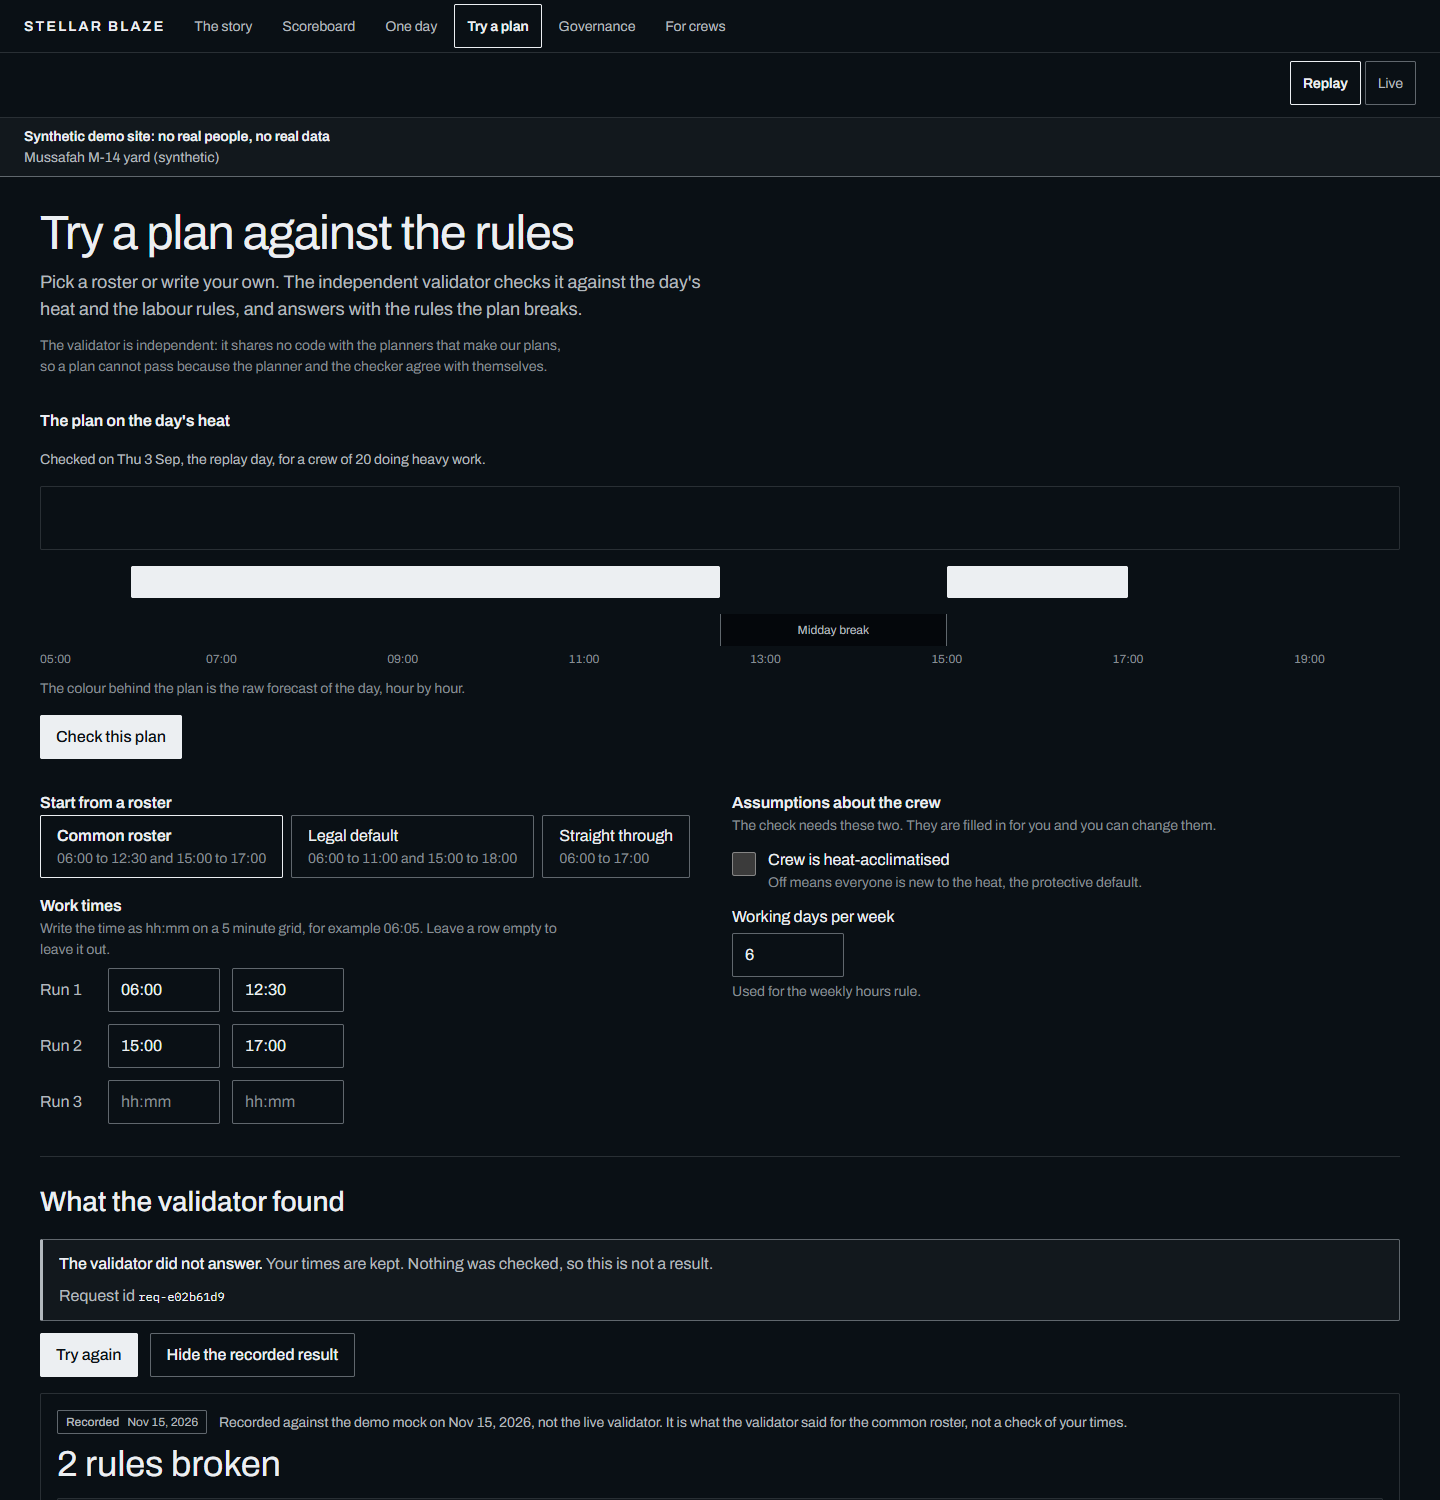 STELLAR BLAZE The story Scoreboard One day Try a plan Governance For crews
Replay Live
Synthetic demo site: no real people, no real data
Mussafah M-14 yard (synthetic)
Try a plan against the rules
Pick a roster or write your own. The independent validator checks it against the day's
heat and the labour rules, and answers with the rules the plan breaks.
The validator is independent: it shares no code with the planners that make our plans,
so a plan cannot pass because the planner and the checker agree with themselves.
The plan on the day's heat
Checked on Thu 3 Sep, the replay day, for a crew of 20 doing heavy work.
Midday break
05:00 07:00 09:00 11:00 13:00 15:00 17:00 19:00
The colour behind the plan is the raw forecast of the day, hour by hour.
Check this plan
Start from a roster
Common roster
06:00 to 12:30 and 15:00 to 17:00
Legal default
06:00 to 11:00 and 15:00 to 18:00
Straight through
06:00 to 17:00
Work times
Write the time as hh:mm on a 5 minute grid, for example 06:05. Leave a row empty to
leave it out.
Run 1 06:00 12:30
Run 2 15:00 17:00
Run 3 hh:mm hh:mm
Assumptions about the crew
The check needs these two. They are filled in for you and you can change them.
Crew is heat-acclimatised
Off means everyone is new to the heat, the protective default.
Working days per week
6
Used for the weekly hours rule.
What the validator found
The validator did not answer. Your times are kept. Nothing was checked, so this is not a result.
Request id req-e02b61d9
Try again Hide the recorded result
Recorded Nov 15, 2026 Recorded against the demo mock on Nov 15, 2026, not the live validator. It is what the validator said for the common roster, not a check of your times.
2 rules broken